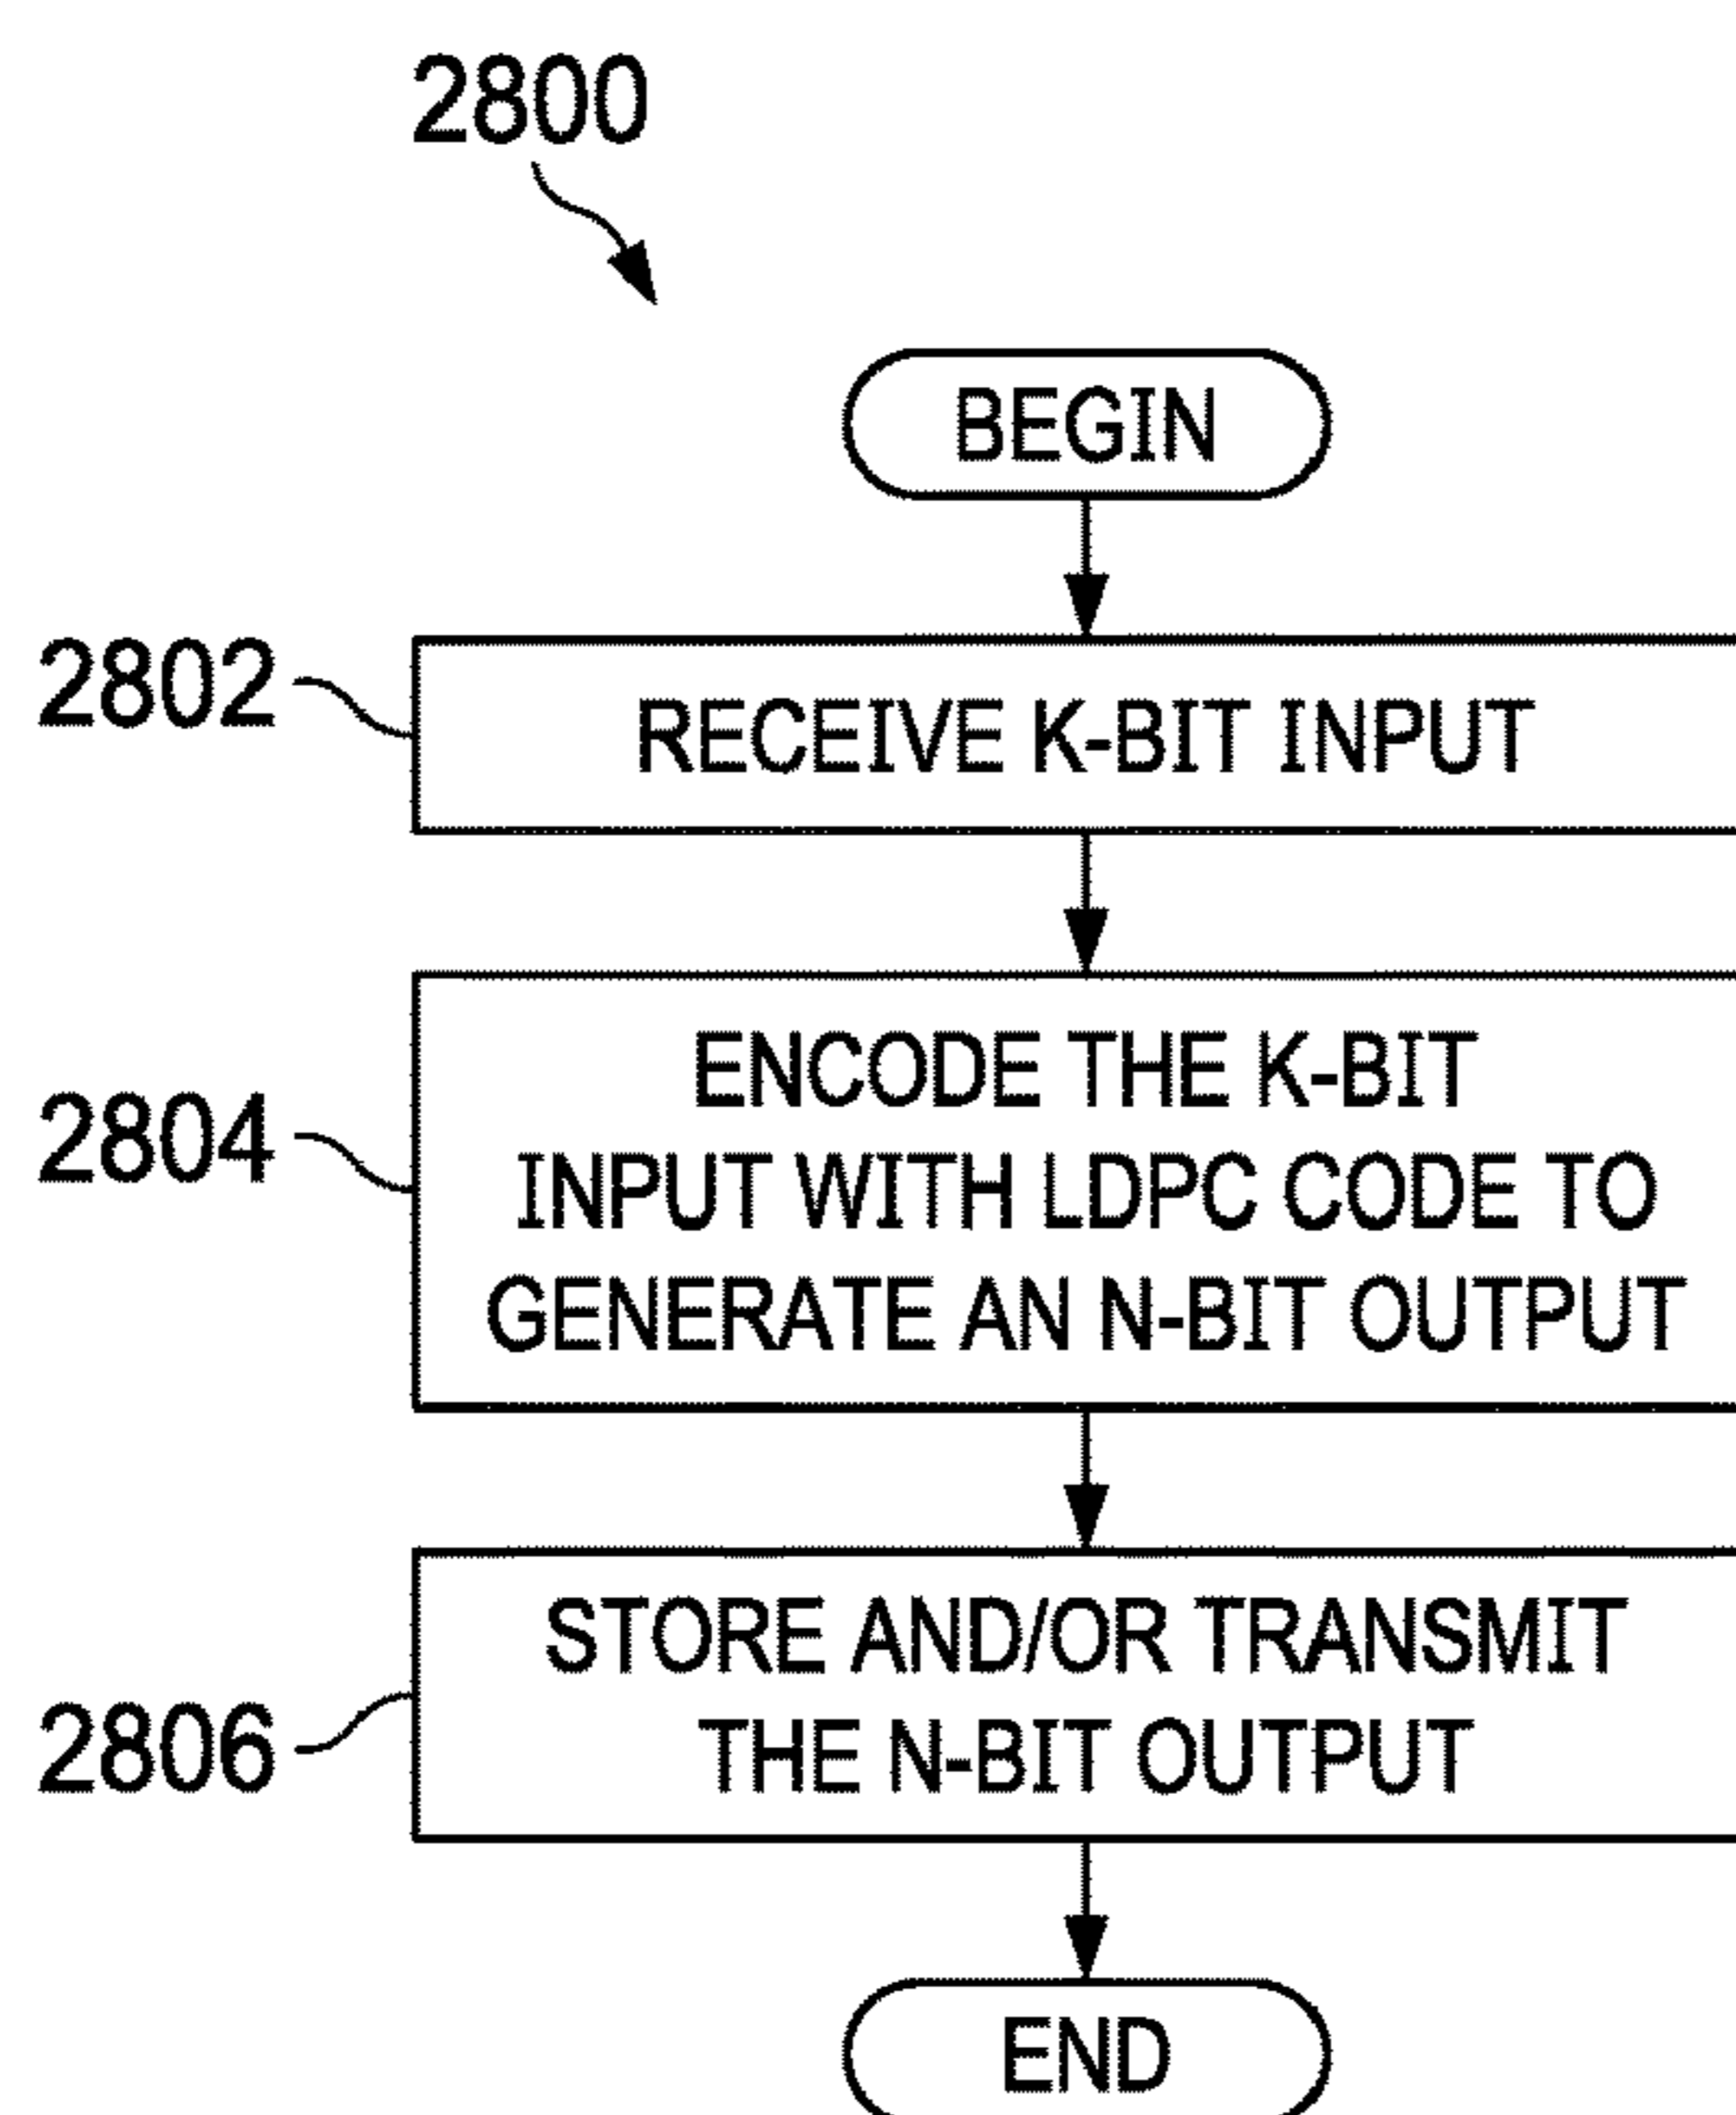 2800
BEGIN
2802
RECEIVE K-BIT INPUT
2804
ENCODE THE K-BIT
INPUT WITH LDPC CODE TO
GENERATE AN N-BIT OUTPUT
2806
STORE AND/OR TRANSMIT
THE N-BIT OUTPUT
END